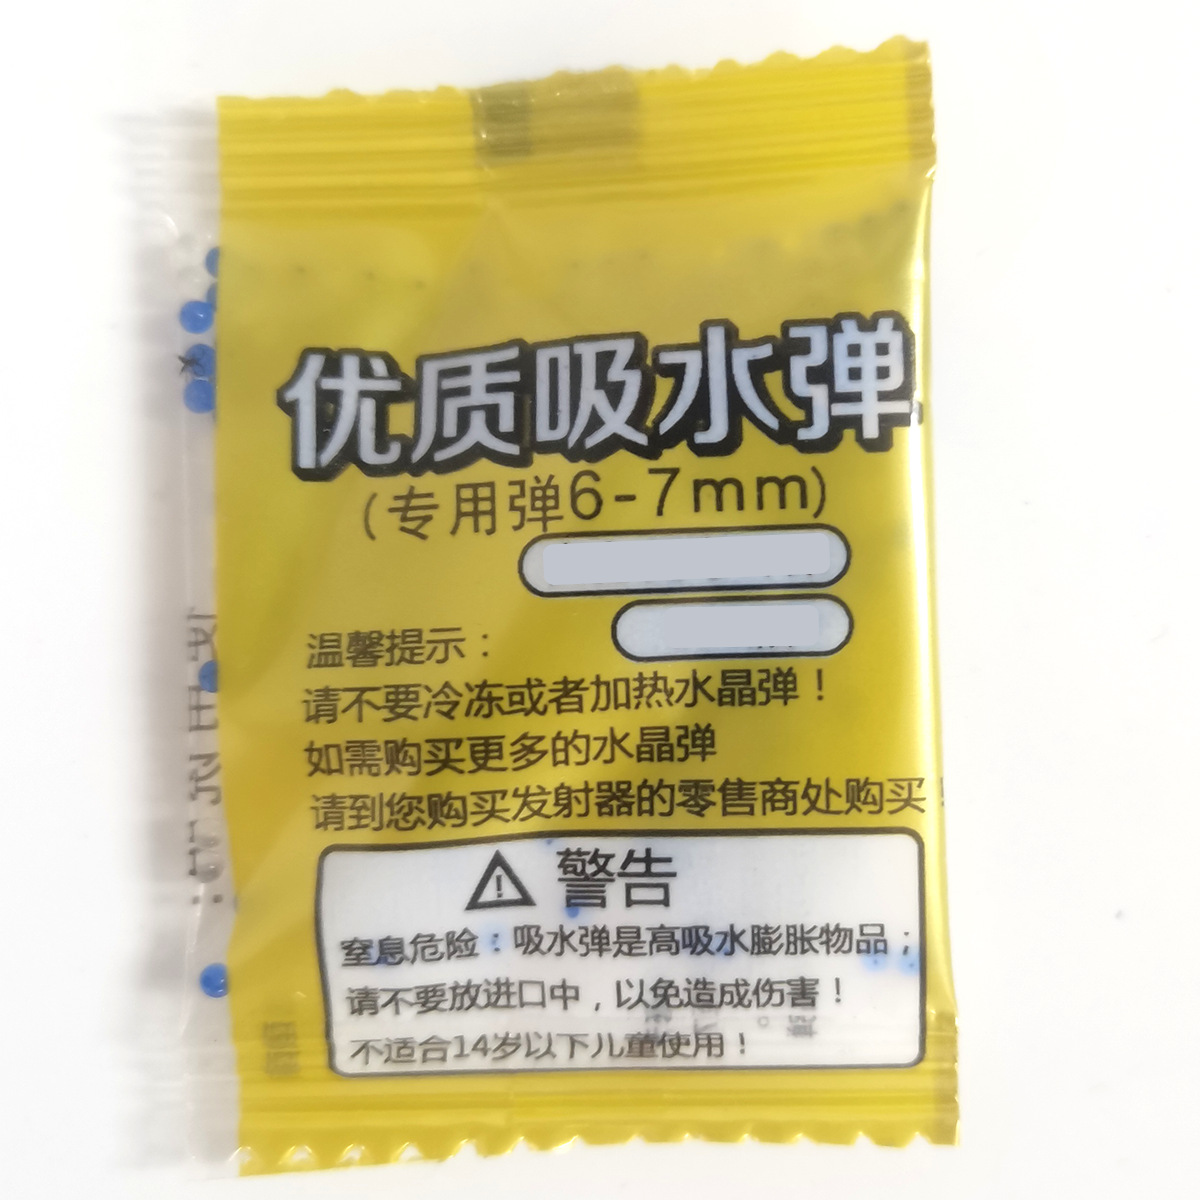 优质吸水弹
(专用弹6-7mm)
温馨提示：
请不要冷冻或者加热水晶弹！
如需购买更多的水晶弹
请到您购买发射器的零售商处购买！
警告
窒息危险：吸水弹是高吸水膨胀物品；
请不要放进口中，以免造成伤害！
不适合14岁以下儿童使用！